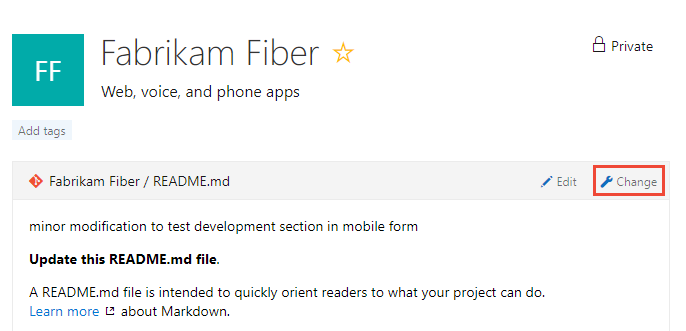 FF
Fabrikam Fiber
Private
Web, voice, and phone apps
Add tags
Fabrikam Fiber / README.md
Edit
Change
minor modification to test development section in mobile form
Update this README.md file.
A README.md file is intended to quickly orient readers to what your project can do.
Learn more about Markdown.